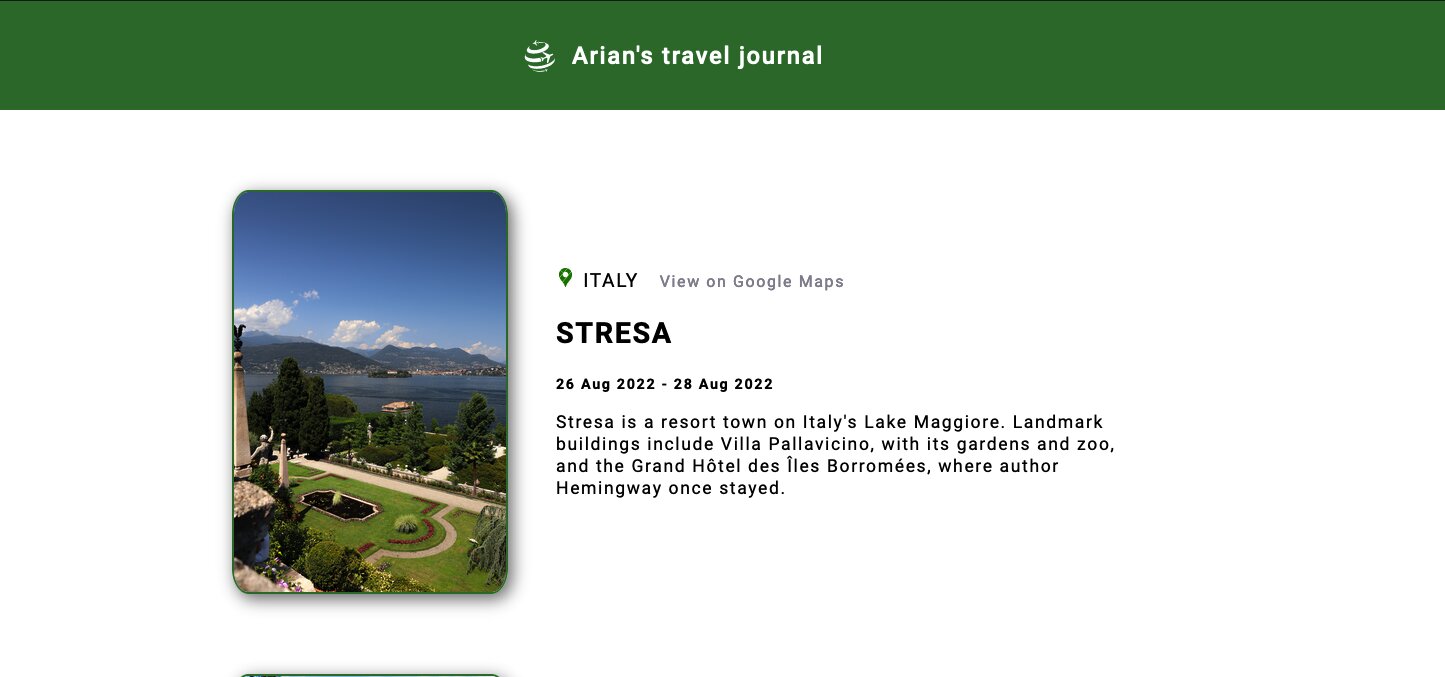 Arian's travel journal
ITALY View on Google Maps
STRESA
26 Aug 2022 - 28 Aug 2022
Stresa is a resort town on Italy's Lake Maggiore. Landmark
buildings include Villa Pallavicino, with its gardens and zoo,
and the Grand Hôtel des Îles Borromées, where author
Hemingway once stayed.